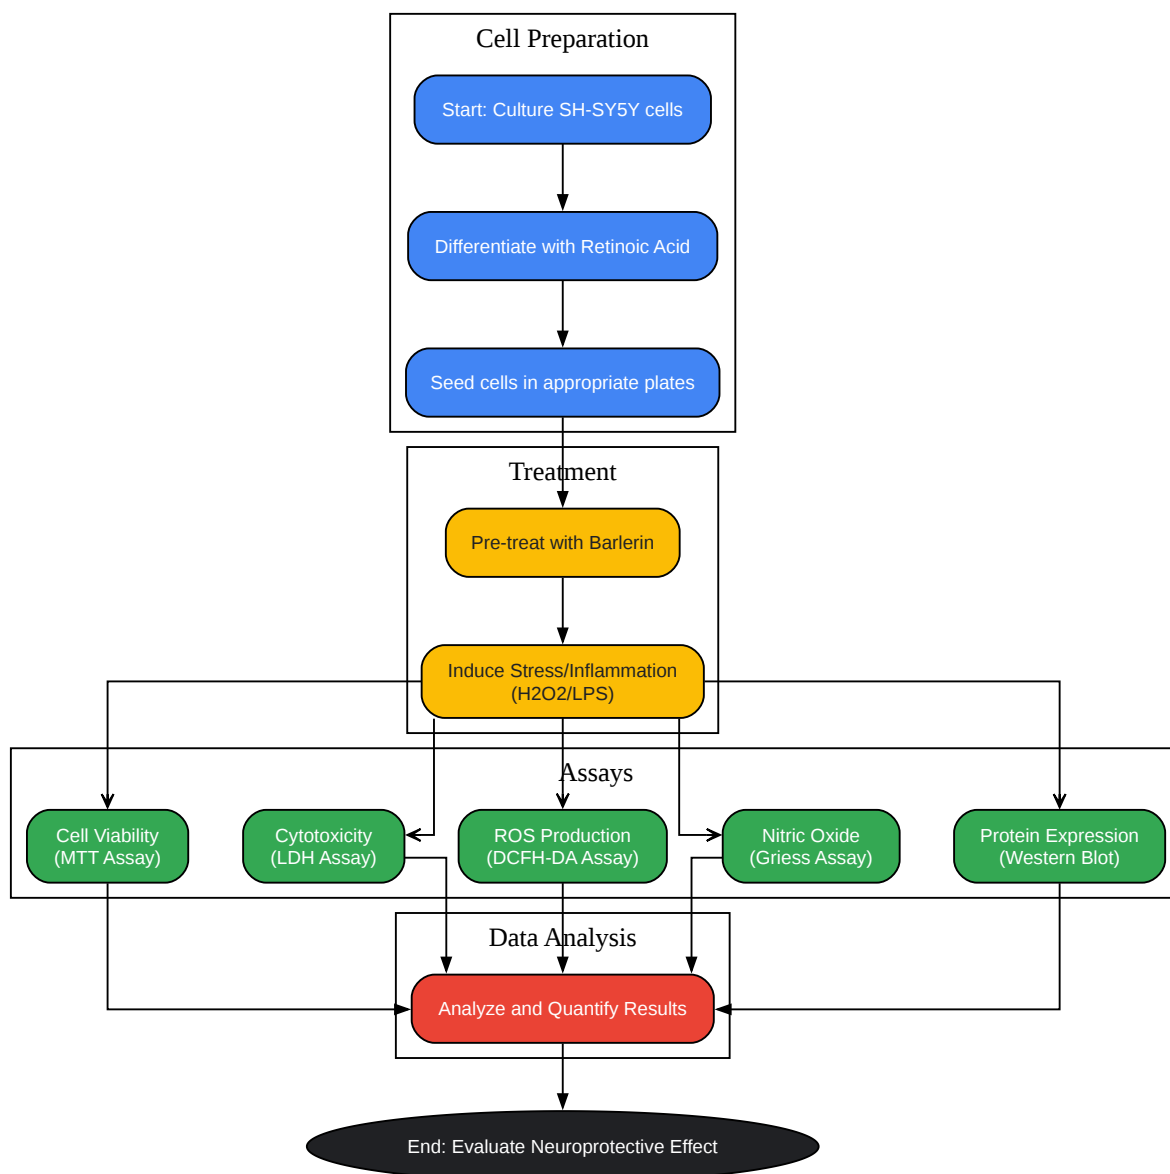 Cell Preparation
Start: Culture SH-SY5Y cells
Differentiate with Retinoic Acid
Seed cells in appropriate plates
Treatment
Pre-treat with Barlerin
Induce Stress/Inflammation
(H2O2/LPS)
Assays
Cell Viability
(MTT Assay)
Cytotoxicity
(LDH Assay)
ROS Production
(DCFH-DA Assay)
Nitric Oxide
(Griess Assay)
Protein Expression
(Western Blot)
Data Analysis
Analyze and Quantify Results
End: Evaluate Neuroprotective Effect